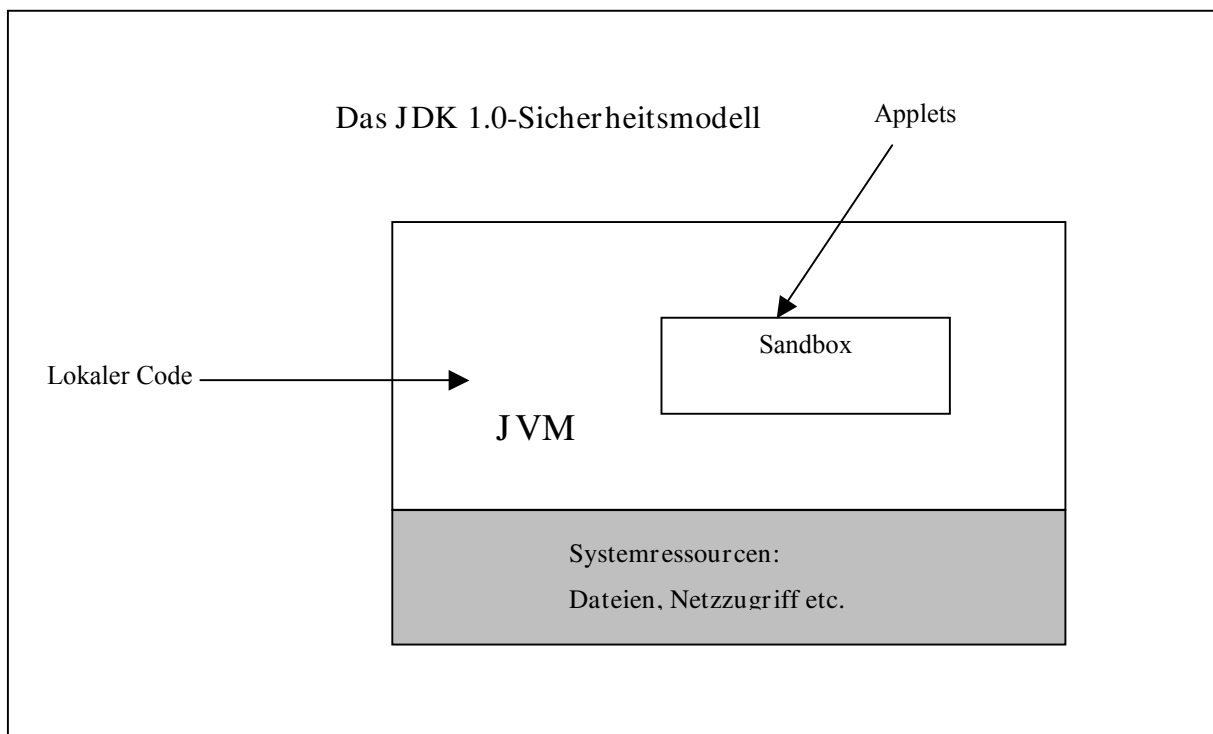 Das JDK 1.0-Sicherheitsmodell
Applets
Sandbox
Lokaler Code
JVM
Systemressourcen:
Dateien, Netzzugriff etc.